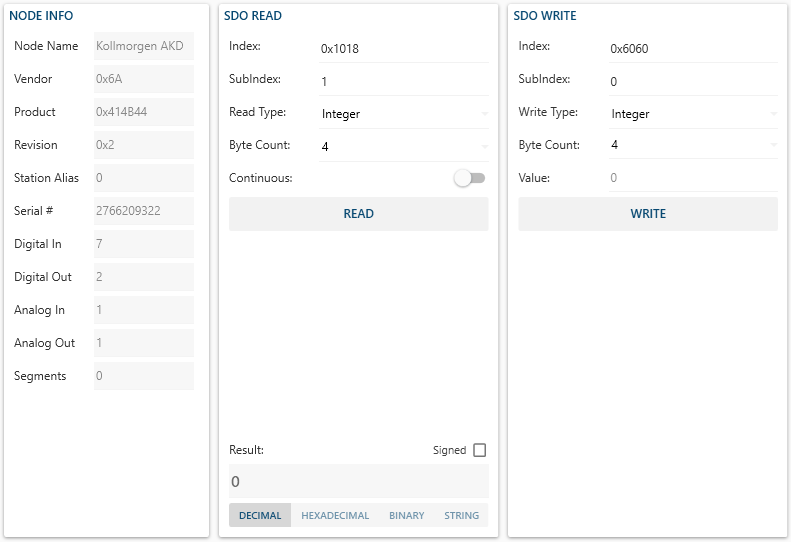 NODE INFO
Node Name Kollmorgen AKD
Vendor 0x6A
Product 0x414B44
Revision 0x2
Station Alias 0
Serial # 2766209322
Digital In 7
Digital Out 2
Analog In 1
Analog Out 1
Segments 0
SDO READ
Index: 0x1018
SubIndex: 1
Read Type: Integer
Byte Count: 4
Continuous:
READ
Result: Signed
0
DECIMAL HEXADECIMAL BINARY STRING
SDO WRITE
Index: 0x6060
SubIndex: 0
Write Type: Integer
Byte Count: 4
Value: 0
WRITE